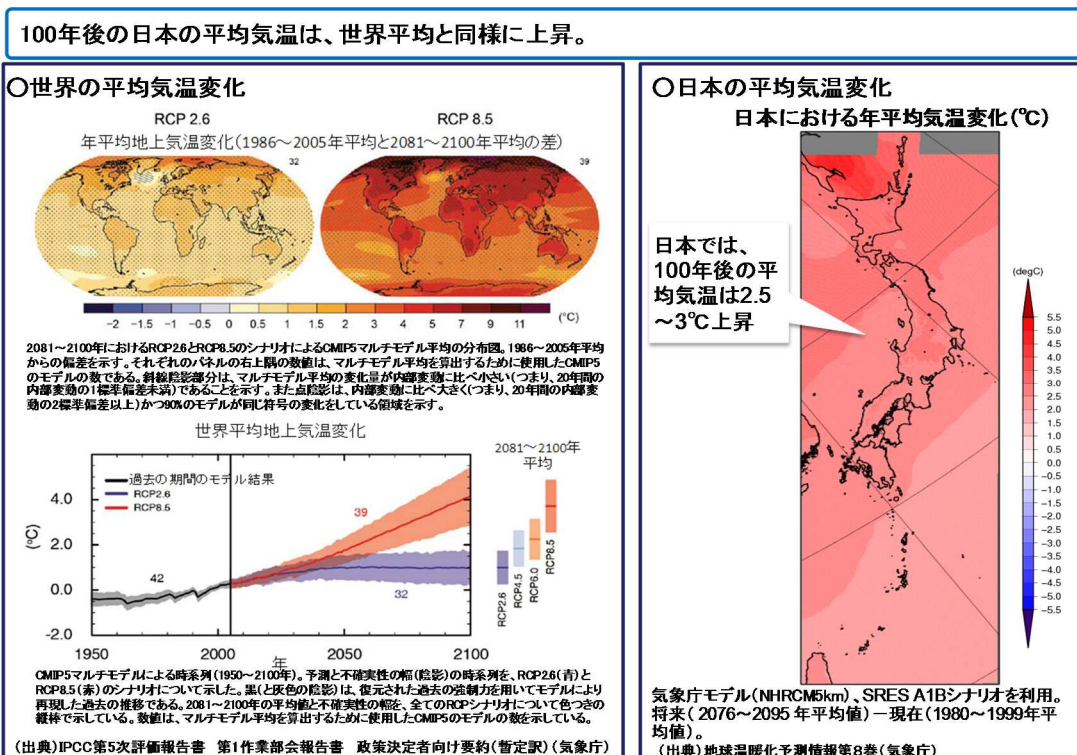 100年後の日本の平均気温は、世界平均と同様に上昇。
○世界の平均気温変化
RCP 2.6
RCP 8.5
年平均地上気温変化(1986～2005年平均と2081～2100年平均の差)
32
39
-2 -1.5 -1 -0.5 0 0.5 1 1.5 2 3 4 5 7 9 11 (°C)
2081～2100年におけるRCP2.6とRCP8.5のシナリオによるCMIP5マルチモデル平均の分布図。1986～2005年平均
からの偏差を示す。それぞれのパネルの右上隅の数値は、マルチモデル平均を算出するために使用したCMIP5
のモデルの数である。斜線陰影部分は、マルチモデル平均の変化量が内部変動に比べ小さい(つまり、20年間の
内部変動の1標準偏差未満)であることを示す。また点陰影は、内部変動に比べ大きく(つまり、20年間の内部変
動の2標準偏差以上)かつ90%のモデルが同じ符号の変化をしている領域を示す。
世界平均地上気温変化
2081～2100年
平均
過去の期間のモデル結果
RCP2.6
RCP8.5
(°C)
4.0
2.0
0.0
-2.0
42
39
32
1950
2000
2050
2100
年
RCP2.6
RCP4.5
RCP6.0
RCP8.5
CMIP5マルチモデルによる時系列(1950～2100年)。予測と不確実性の幅(陰影)の時系列を、RCP2.6(青)と
RCP8.5(赤)のシナリオについて示した。黒(と灰色の陰影)は、復元された過去の強制力を用いてモデルにより
再現した過去の推移である。2081～2100年の平均値と不確実性の幅を、全てのRCPシナリオについて色つきの
縦棒で示している。数値は、マルチモデル平均を算出するために使用したCMIP5のモデルの数を示している。
(出典)IPCC第5次評価報告書 第1作業部会報告書 政策決定者向け要約(暫定訳)(気象庁)
○日本の平均気温変化
日本における年平均気温変化(℃)
日本では、
100年後の平
均気温は2.5
～3℃上昇
(degC)
5.5
5.0
4.5
4.0
3.5
3.0
2.5
2.0
1.5
1.0
0.5
0.0
-0.5
-1.0
-1.5
-2.0
-2.5
-3.0
-3.5
-4.0
-4.5
-5.0
-5.5
気象庁モデル(NHRCM5km)、SRES A1Bシナリオを利用。
将来( 2076～2095 年平均値)－現在(1980～1999年平
均値)。
(出典)地球温暖化予測情報第8巻(気象庁)